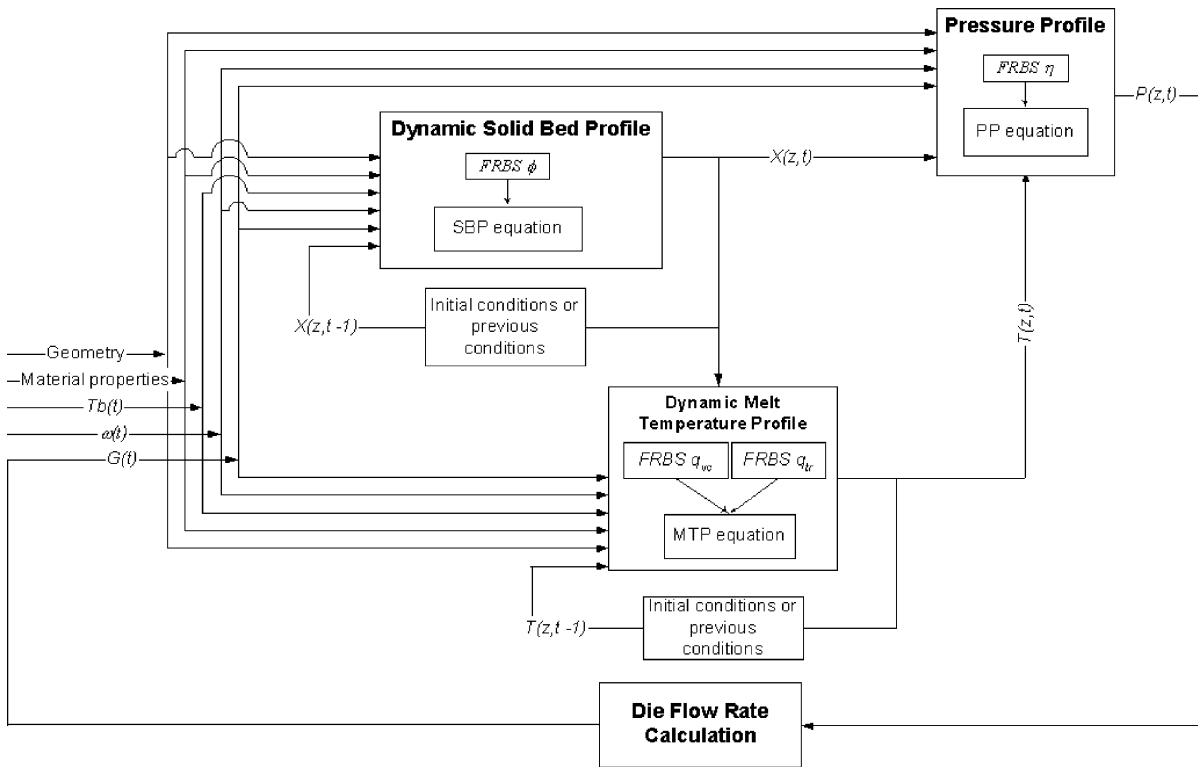 Pressure Profile
FRBS η
PP equation
P(z,t)
Dynamic Solid Bed Profile
FRBS ϕ
SBP equation
X(z,t)
Initial conditions or
previous
conditions
X(z,t -1)
T(z,t)
Geometry
Material properties
Tb(t)
ω(t)
G(t)
Dynamic Melt
Temperature Profile
FRBS qvc
FRBS qtr
MTP equation
Initial conditions or
previous
conditions
T(z,t -1)
Die Flow Rate
Calculation